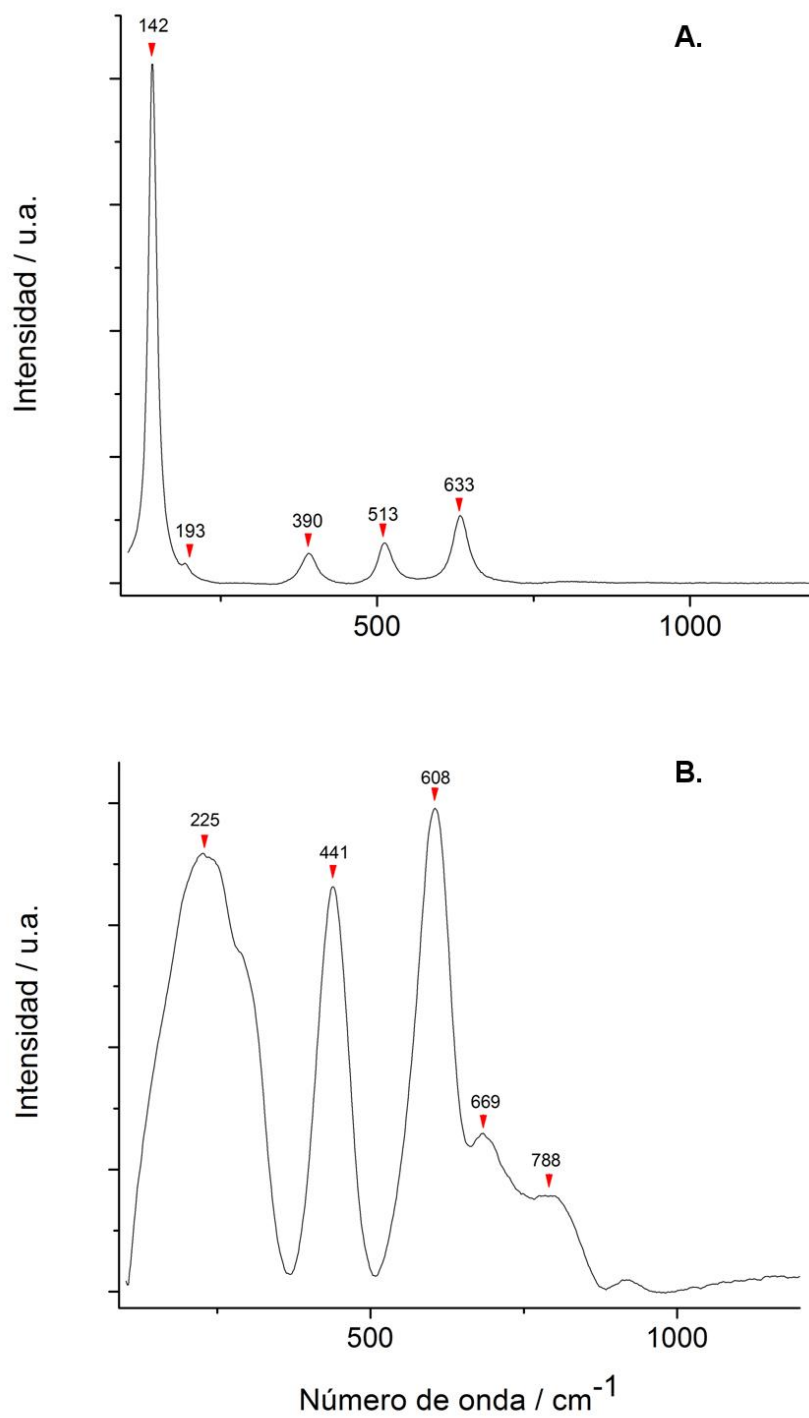 142
A.
Intensidad / u.a.
193
390
513
633
500
1000
B.
608
225
441
Intensidad / u.a.
669
788
500
1000
Número de onda / cm⁻¹